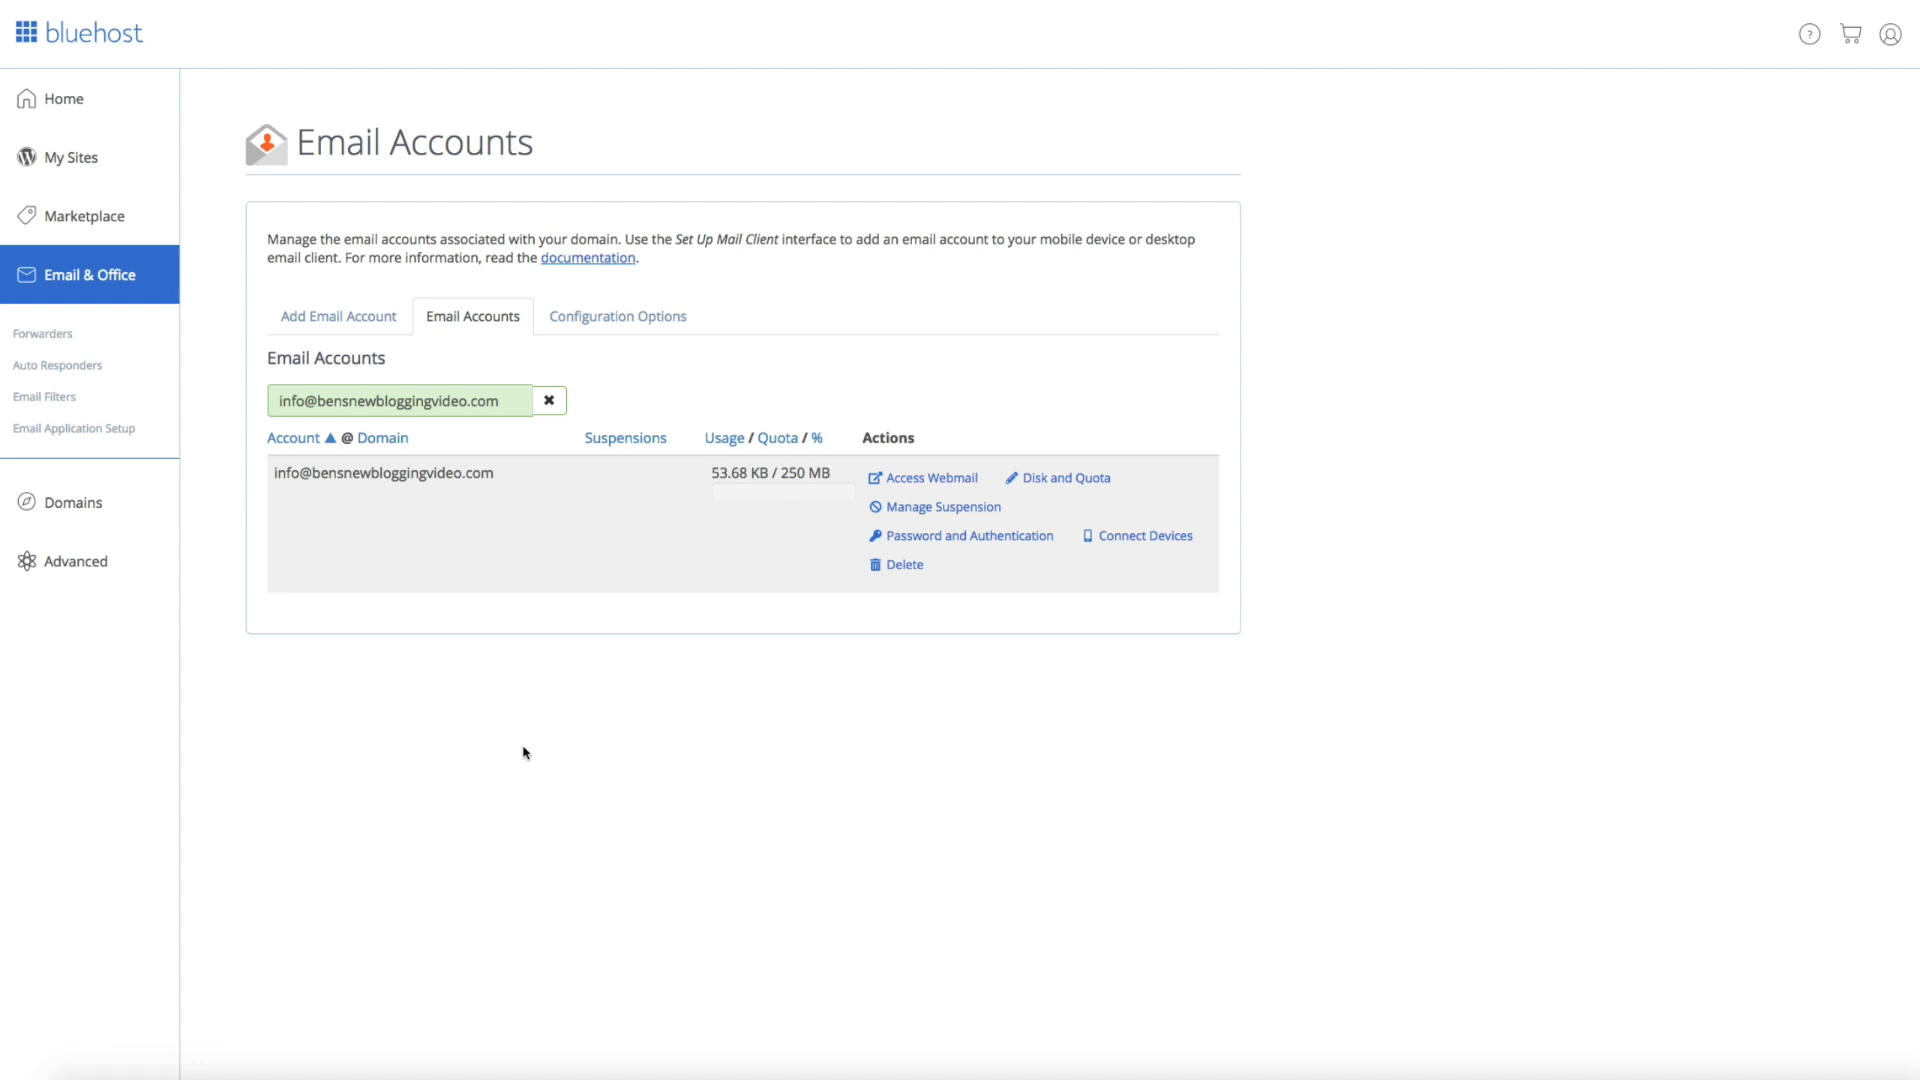 bluehost
?
Home
My Sites
Marketplace
Email & Office
Forwarders
Auto Responders
Email Filters
Email Application Setup
Domains
Advanced
Email Accounts
Manage the email accounts associated with your domain. Use the Set Up Mail Client interface to add an email account to your mobile device or desktop
email client. For more information, read the documentation.
Add Email Account Email Accounts Configuration Options
Email Accounts
info@bensnewbloggingvideo.com
Account ▲ @ Domain Suspensions Usage / Quota / % Actions
info@bensnewbloggingvideo.com 53.68 KB / 250 MB
Access Webmail Disk and Quota
Manage Suspension
Password and Authentication Connect Devices
Delete